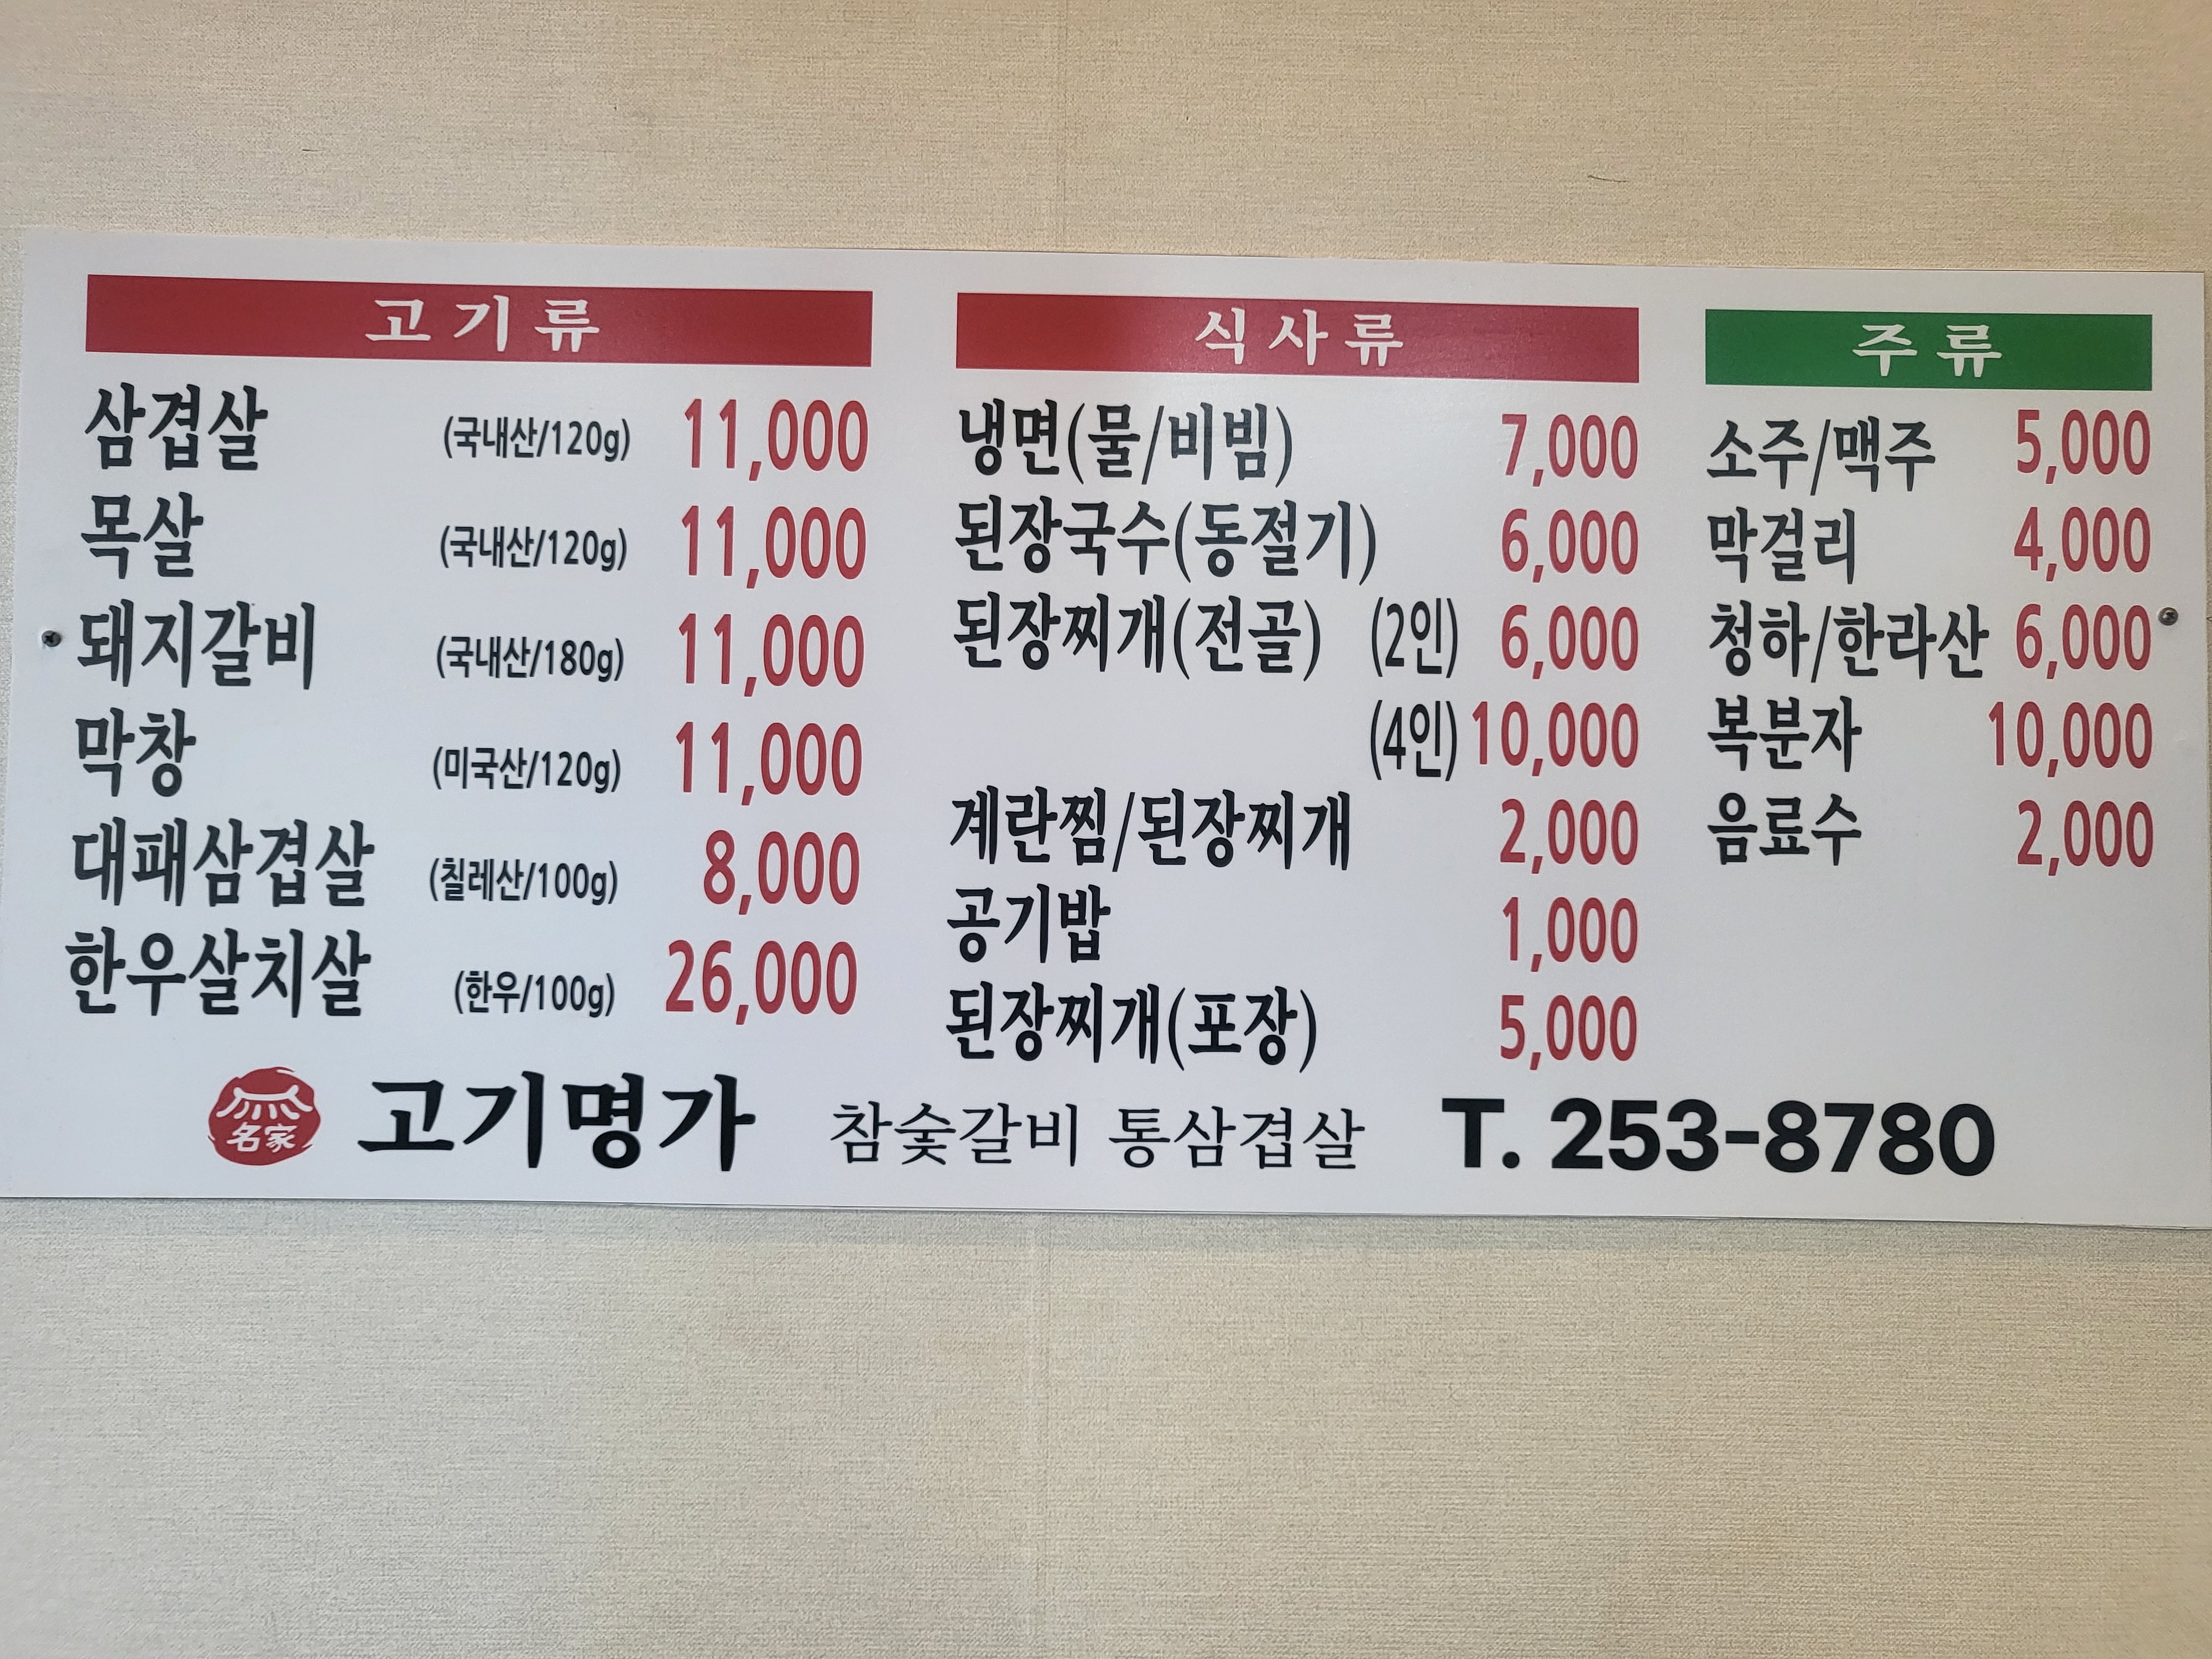 고기류
삼겹살 (국내산/120g) 11,000
목살 (국내산/120g) 11,000
돼지갈비 (국내산/180g) 11,000
막창 (미국산/120g) 11,000
대패삼겹살 (칠레산/100g) 8,000
한우살치살 (한우/100g) 26,000
식사류
냉면(물/비빔) 7,000
된장국수(동절기) 6,000
된장찌개(전골) (2인) 6,000
(4인) 10,000
계란찜/된장찌개 2,000
공기밥 1,000
된장찌개(포장) 5,000
주류
소주/맥주 5,000
막걸리 4,000
청하/한라산 6,000
복분자 10,000
음료수 2,000
名家 고기명가 참숯갈비 통삼겹살 T. 253-8780